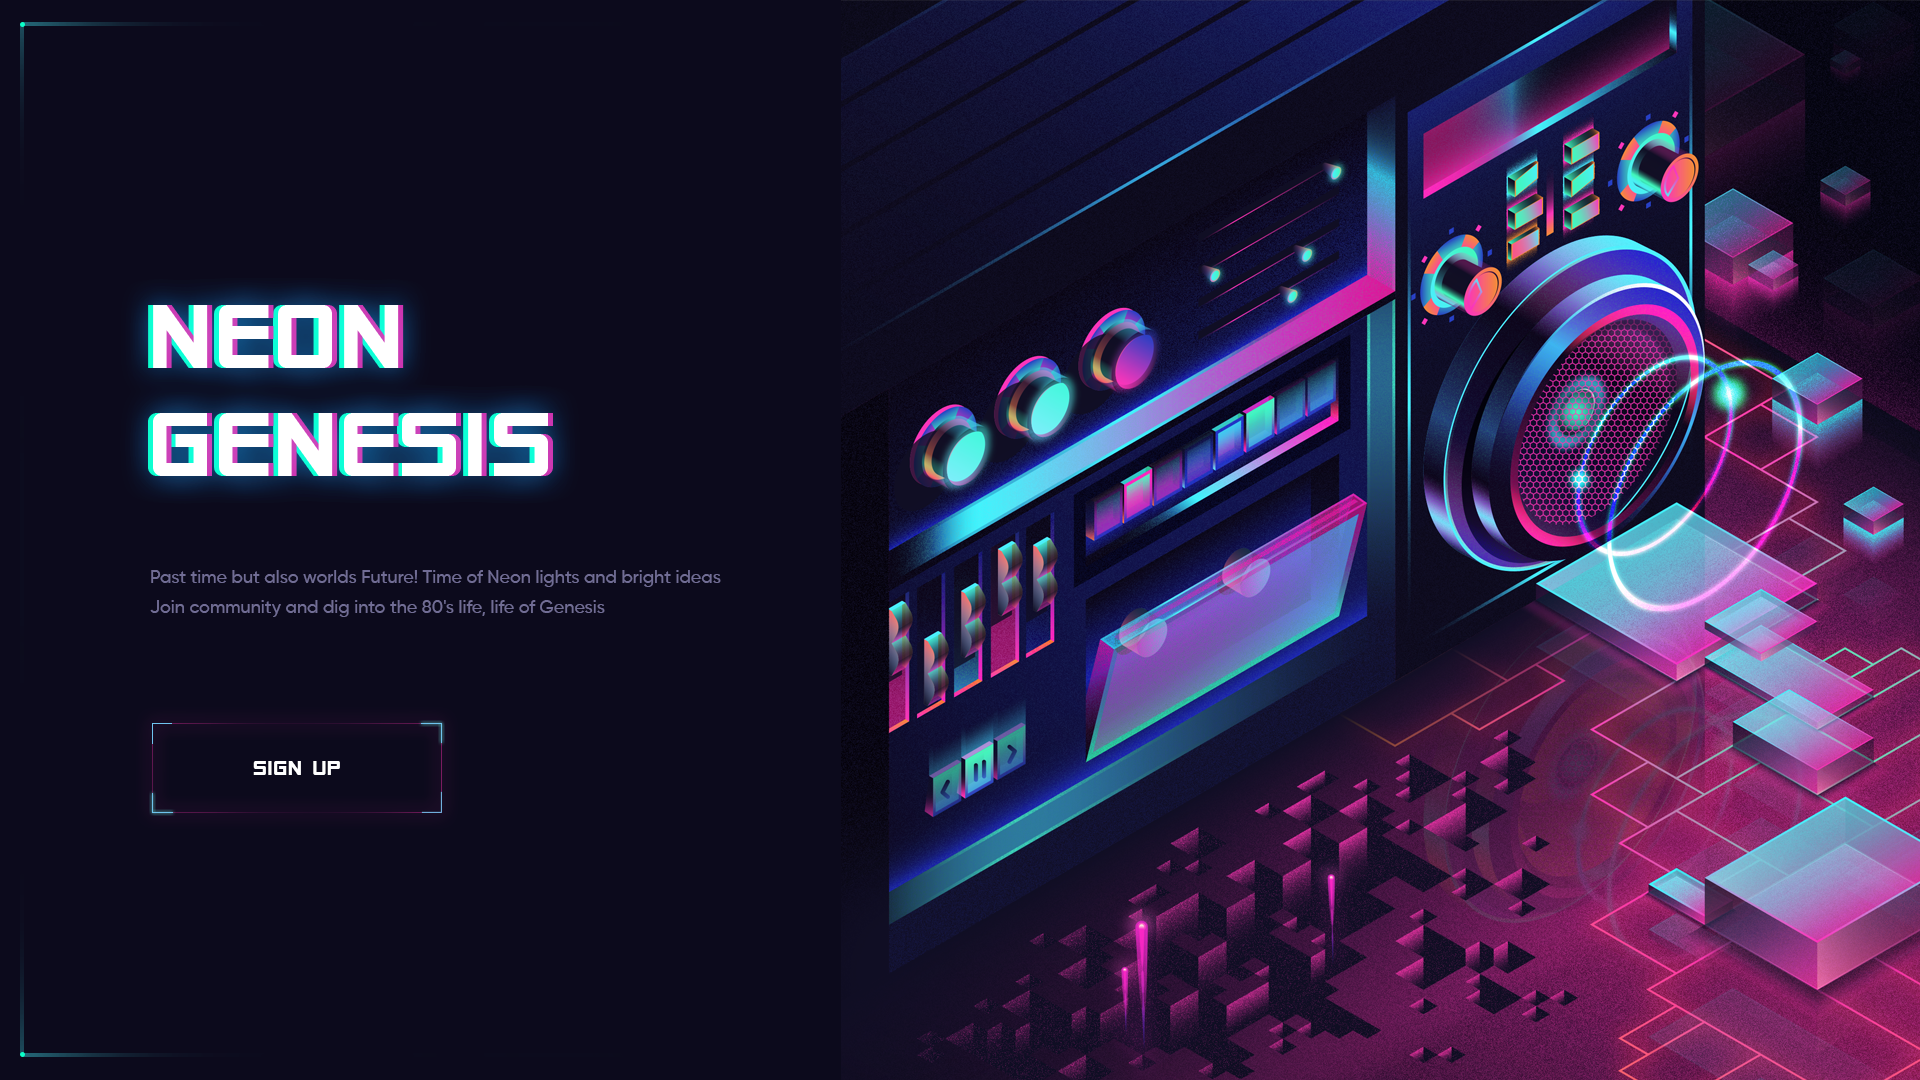 NEON
GENESIS
Past time but also worlds Future! Time of Neon lights and bright ideas
Join community and dig into the 80's life, life of Genesis
SIGN UP